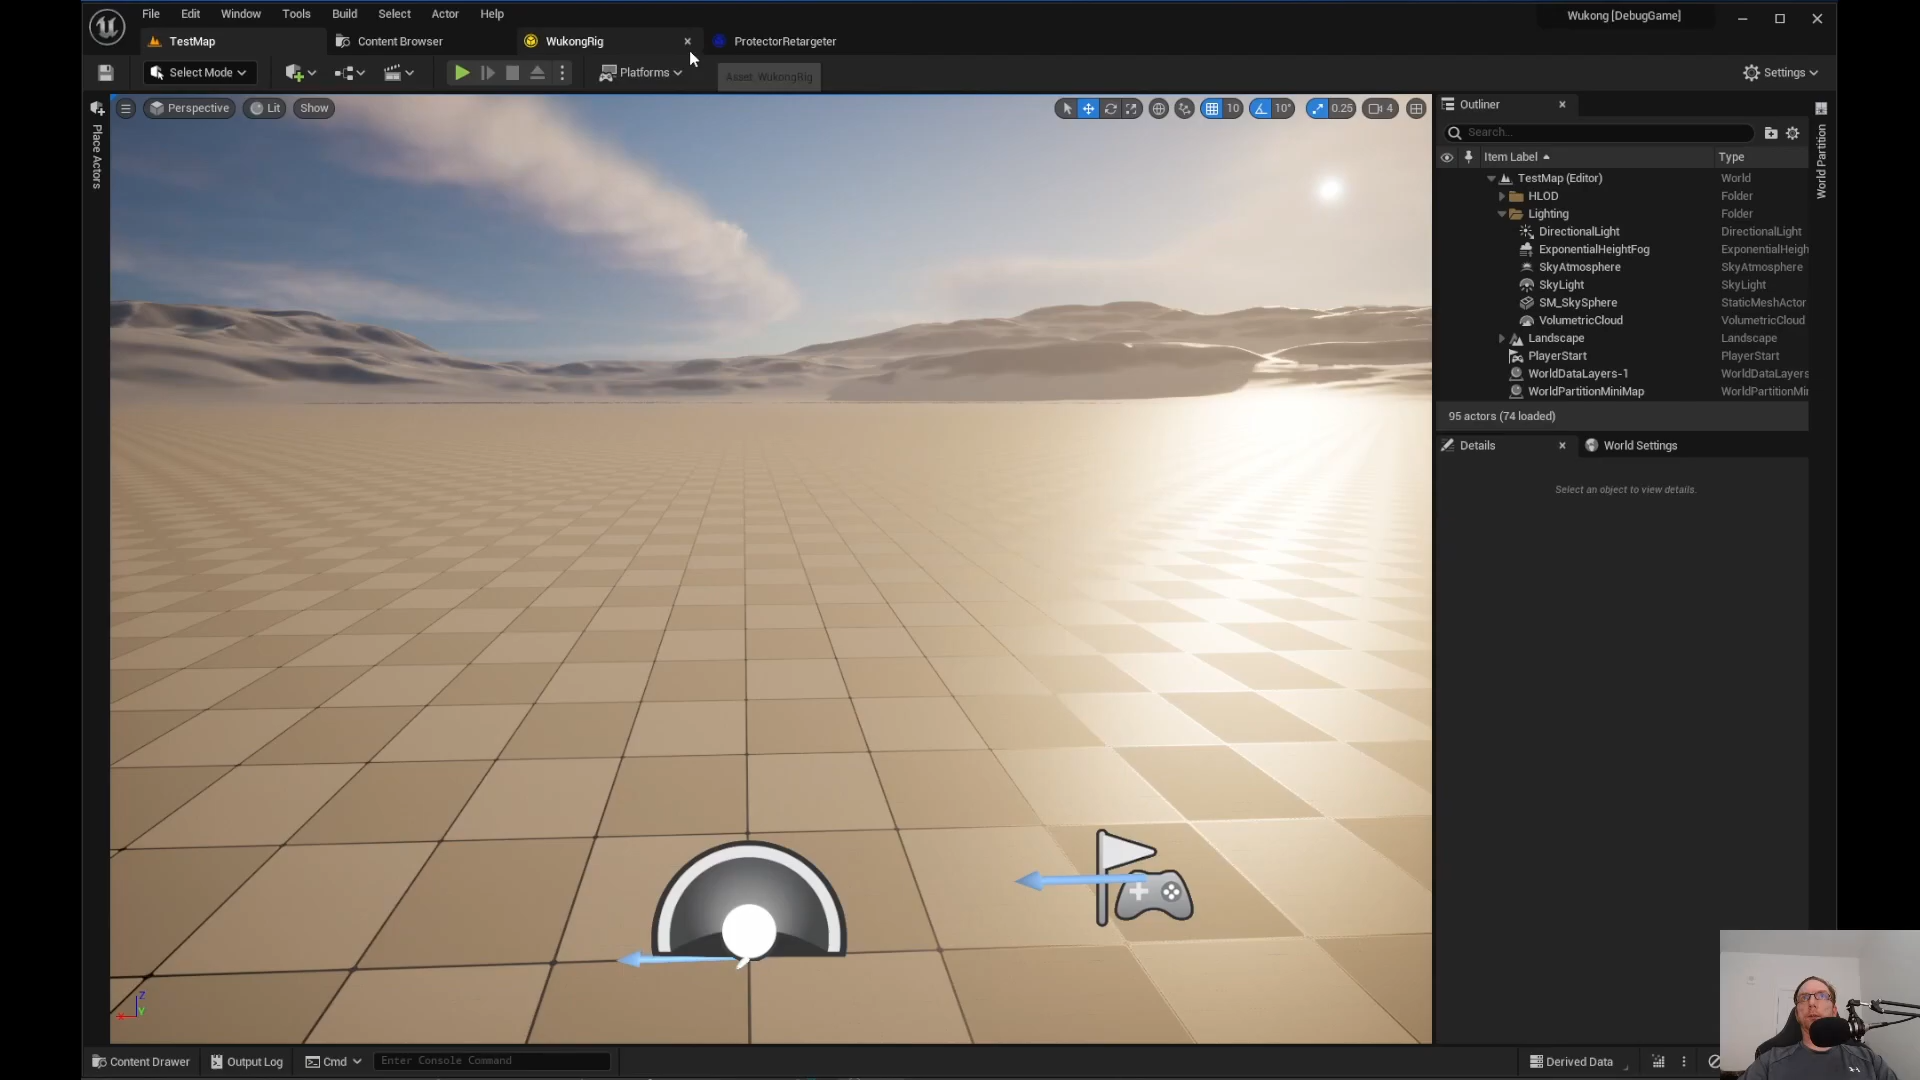 File Edit Window Tools Build Select Actor Help
Wukong [DebugGame]
TestMap Content Browser WukongRig ProtectorRetargeter
Select Mode Platforms Settings
Asset: WukongRig
Perspective Lit Show
10 10° 0.25 4
Place Actors
Outliner
Search...
World Partition
Item Label Type
TestMap (Editor) World
HLOD Folder
Lighting Folder
DirectionalLight DirectionalLight
ExponentialHeightFog ExponentialHeigh
SkyAtmosphere SkyAtmosphere
SkyLight SkyLight
SM_SkySphere StaticMeshActor
VolumetricCloud VolumetricCloud
Landscape Landscape
PlayerStart PlayerStart
WorldDataLayers-1 WorldDataLayers
WorldPartitionMiniMap WorldPartitionMin
95 actors (74 loaded)
Details World Settings
Select an object to view details.
Z
X Y
Content Drawer Output Log Cmd Enter Console Command
Derived Data